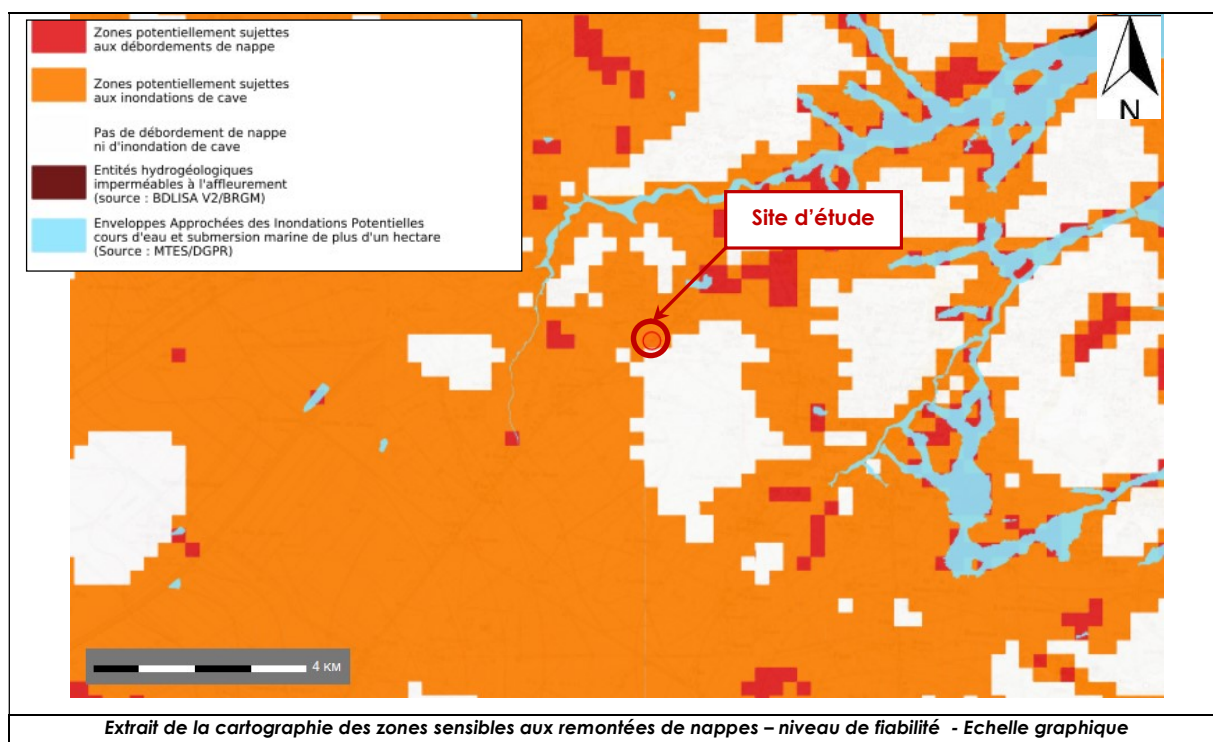 Zones potentiellement sujettes
aux débordements de nappe
Zones potentiellement sujettes
aux inondations de cave
Pas de débordement de nappe
ni d'inondation de cave
Entités hydrogéologiques
imperméables à l'affleurement
(source : BDLISA V2/BRGM)
Enveloppes Approchées des Inondations Potentielles
cours d'eau et submersion marine de plus d'un hectare
(Source : MTES/DGPR)
N
Site d'étude
4 KM
Extrait de la cartographie des zones sensibles aux remontées de nappes – niveau de fiabilité - Echelle graphique